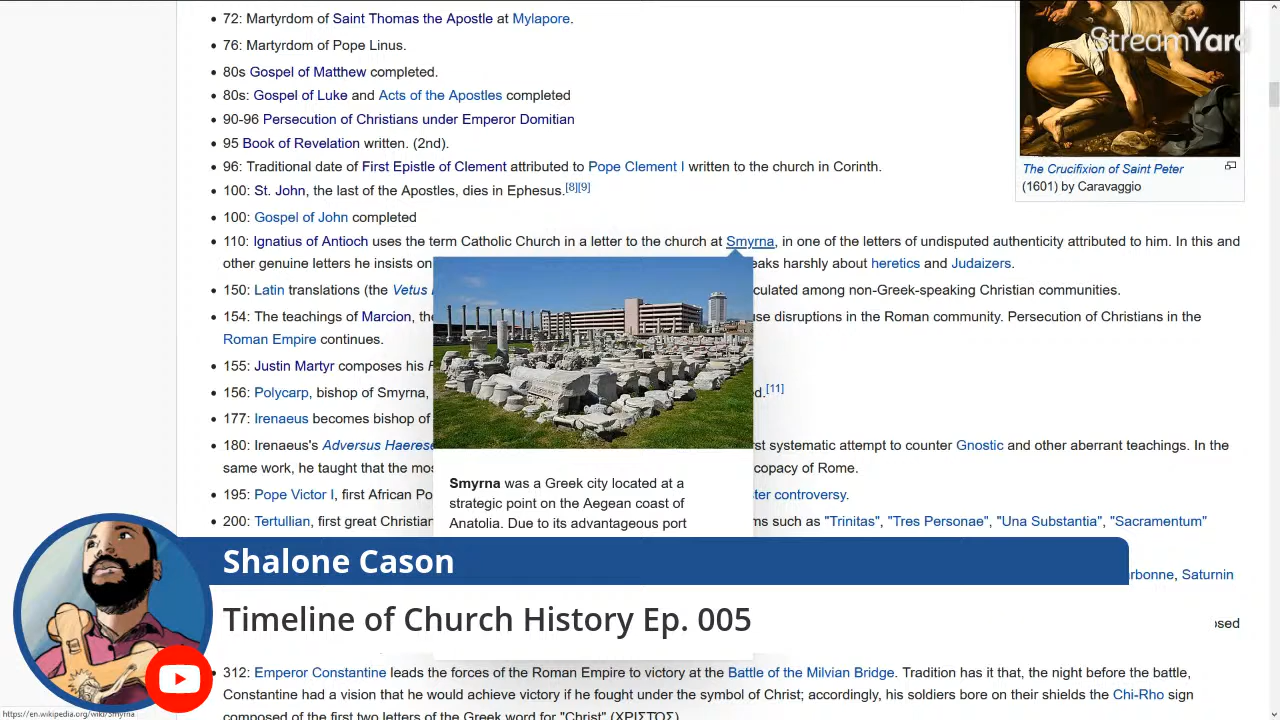 72: Martyrdom of Saint Thomas the Apostle at Mylapore.
StreamYard
76: Martyrdom of Pope Linus.
80s Gospel of Matthew completed.
80s: Gospel of Luke and Acts of the Apostles completed
90-96 Persecution of Christians under Emperor Domitian
95 Book of Revelation written. (2nd).
96: Traditional date of First Epistle of Clement attributed to Pope Clement I written to the church in Corinth.
The Crucifixion of Saint Peter
(1601) by Caravaggio
100: St. John, the last of the Apostles, dies in Ephesus.[8][9]
100: Gospel of John completed
110: Ignatius of Antioch uses the term Catholic Church in a letter to the church at Smyrna, in one of the letters of undisputed authenticity attributed to him. In this and
other genuine letters he insists on eaks harshly about heretics and Judaizers.
150: Latin translations (the Vetus culated among non-Greek-speaking Christian communities.
154: The teachings of Marcion, the se disruptions in the Roman community. Persecution of Christians in the
Roman Empire continues.
155: Justin Martyr composes his
156: Polycarp, bishop of Smyrna, d.[11]
177: Irenaeus becomes bishop of
180: Irenaeus's Adversus Haerese st systematic attempt to counter Gnostic and other aberrant teachings. In the
same work, he taught that the mos copacy of Rome.
Smyrna was a Greek city located at a
strategic point on the Aegean coast of
Anatolia. Due to its advantageous port
195: Pope Victor I, first African Po ter controversy.
200: Tertullian, first great Christian ms such as "Trinitas", "Tres Personae", "Una Substantia", "Sacramentum"
Shalone Cason
rbonne, Saturnin
Timeline of Church History Ep. 005
osed
312: Emperor Constantine leads the forces of the Roman Empire to victory at the Battle of the Milvian Bridge. Tradition has it that, the night before the battle,
Constantine had a vision that he would achieve victory if he fought under the symbol of Christ; accordingly, his soldiers bore on their shields the Chi-Rho sign
composed of the first two letters of the Greek word for "Christ" (ΧΡΙΣΤΟΣ).
https://en.wikipedia.org/wiki/Smyrna